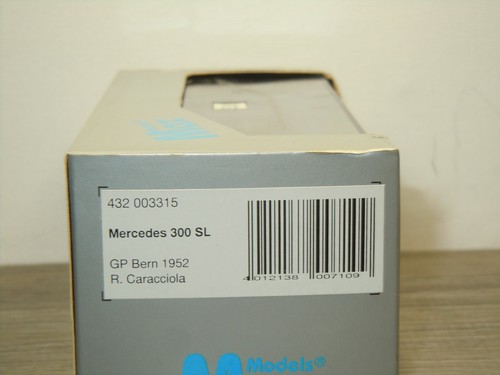 432 003315
Mercedes 300 SL
GP Bern 1952
R. Caracciola
4 012138 007109
Models®